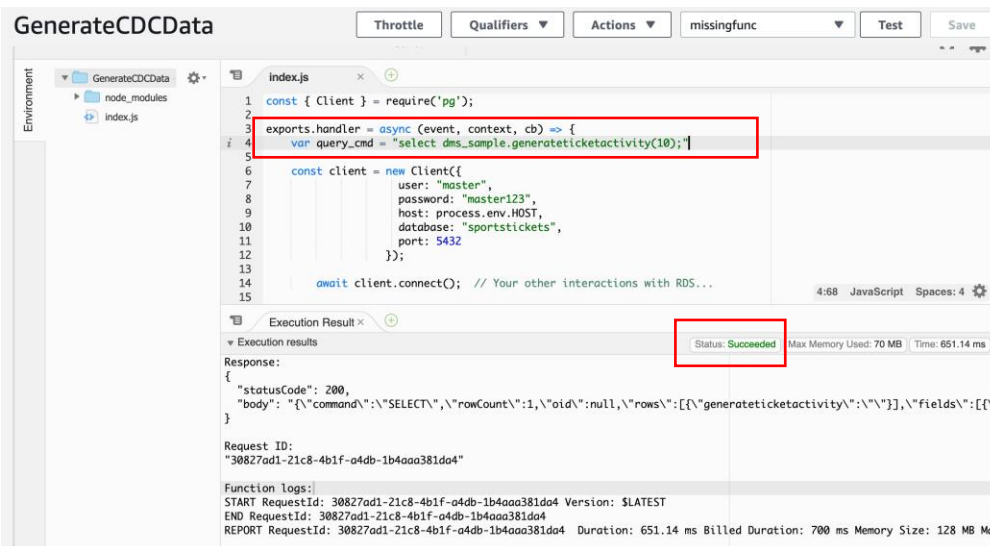 GenerateCDCData
Throttle
Qualifiers ▼
Actions ▼
missingfunc ▼
Test
Save
Environment
GenerateCDCData
node_modules
index.js
index.js ×
1 const { Client } = require('pg');
2
3 exports.handler = async (event, context, cb) => {
i 4 var query_cmd = "select dms_sample.generateticketactivity(10);"
5
6 const client = new Client({
7 user: "master",
8 password: "master123",
9 host: process.env.HOST,
10 database: "sportstickets",
11 port: 5432
12 });
13
14 await client.connect(); // Your other interactions with RDS...
15
4:68 JavaScript Spaces: 4
Execution Result ×
▼ Execution results
Status: Succeeded
Max Memory Used: 70 MB
Time: 651.14 ms
Response:
{
"statusCode": 200,
"body": "{\"command\":\"SELECT\",\"rowCount\":1,\"oid\":null,\"rows\":[{\"generateticketactivity\":\"\"}],\"fields\":[{\
}
Request ID:
"30827ad1-21c8-4b1f-a4db-1b4aaa381da4"
Function logs:
START RequestId: 30827ad1-21c8-4b1f-a4db-1b4aaa381da4 Version: $LATEST
END RequestId: 30827ad1-21c8-4b1f-a4db-1b4aaa381da4
REPORT RequestId: 30827ad1-21c8-4b1f-a4db-1b4aaa381da4 Duration: 651.14 ms Billed Duration: 700 ms Memory Size: 128 MB